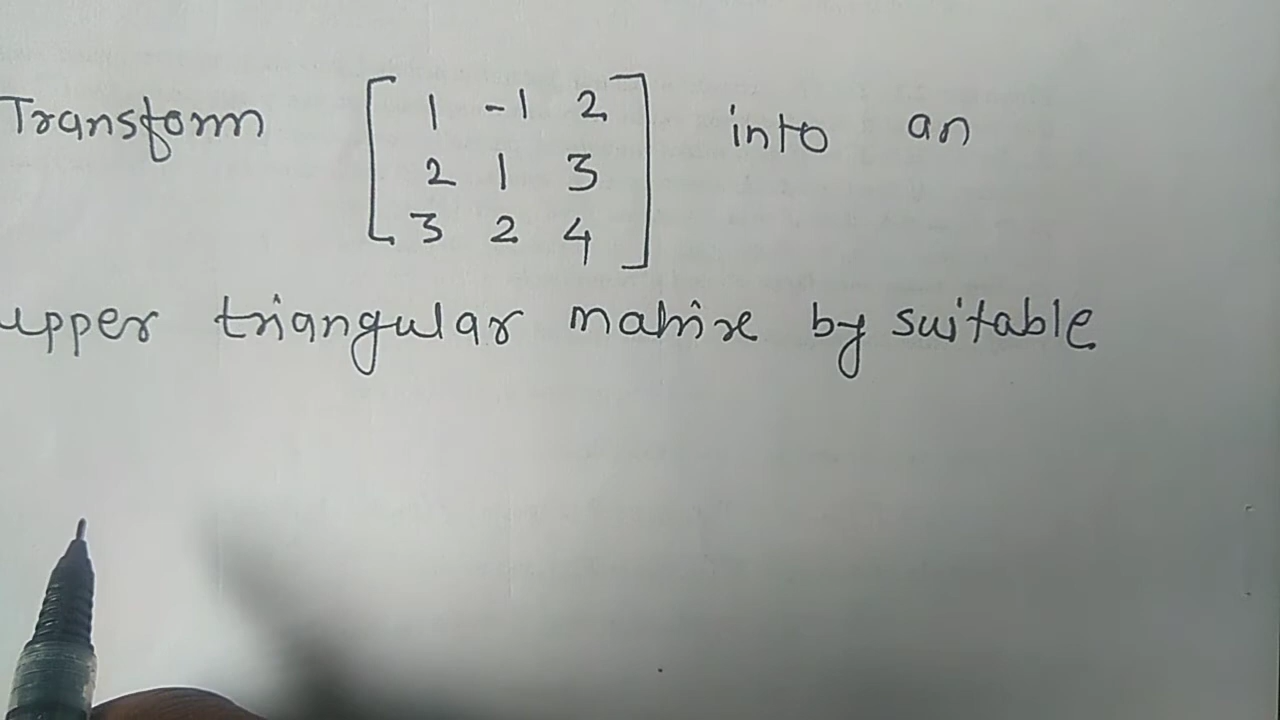 Transform [ 1 -1 2 ] into an
2 1 3
3 2 4
upper triangular matrix by suitable